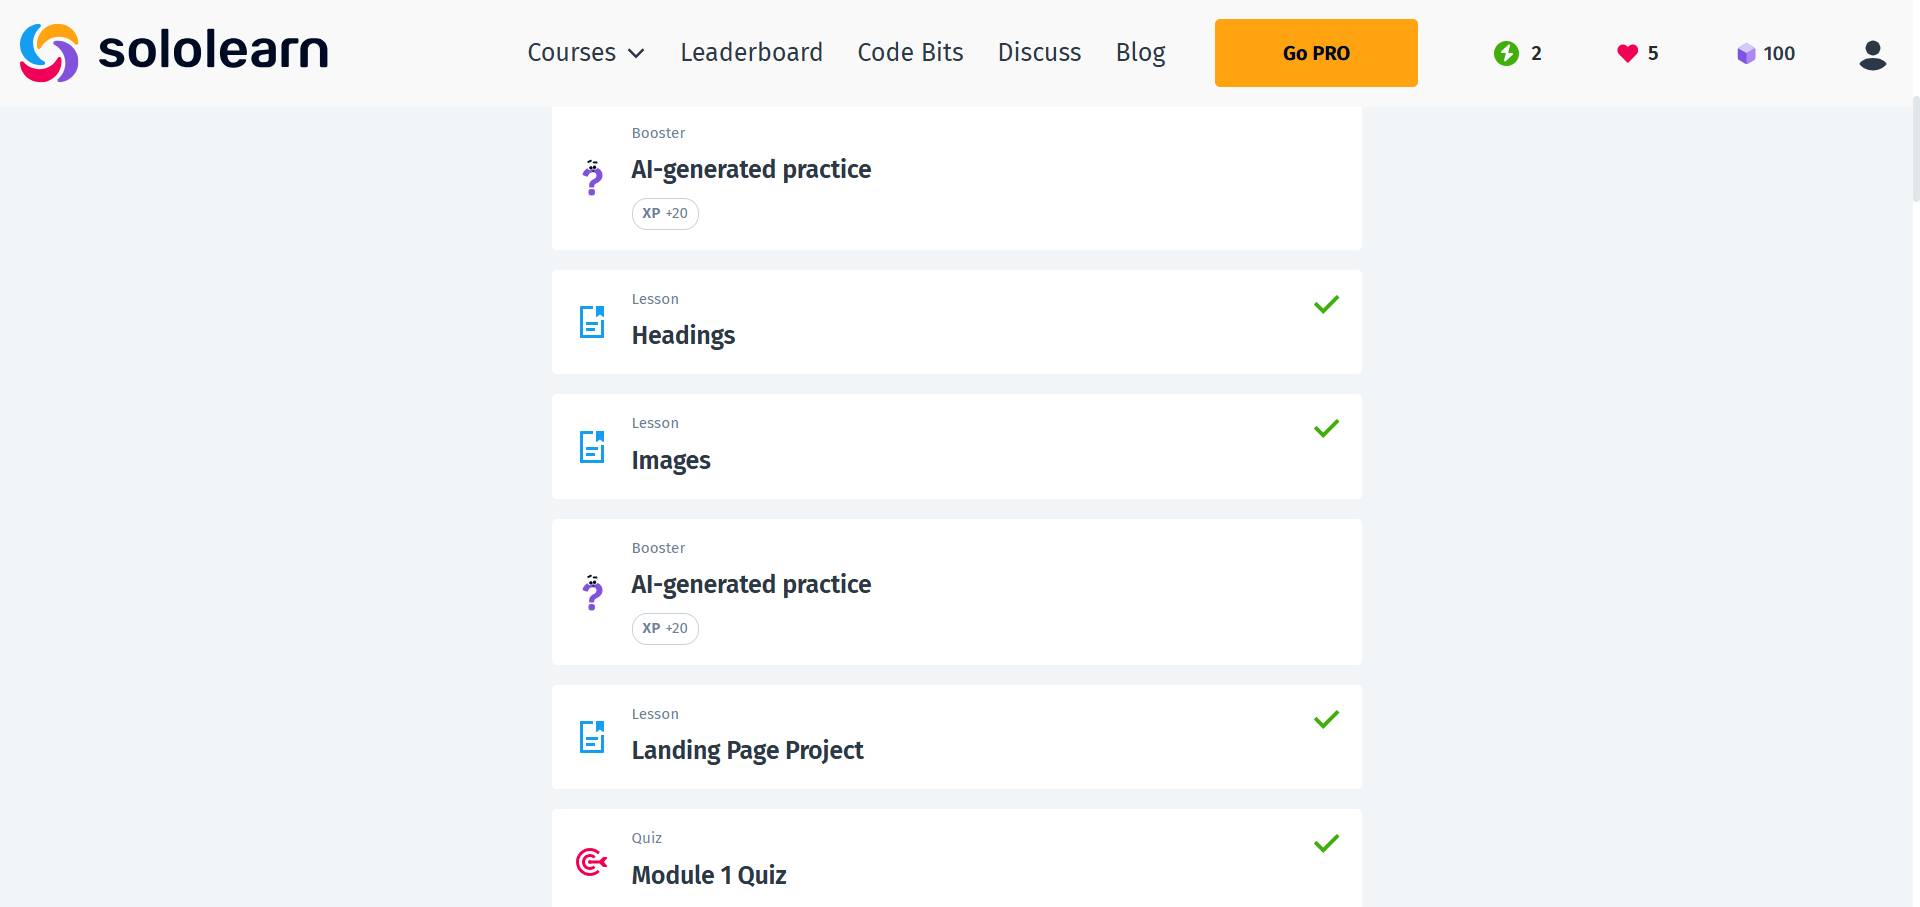 sololearn Courses Leaderboard Code Bits Discuss Blog Go PRO 2 5 100
Booster
AI-generated practice
XP +20
Lesson
Headings
Lesson
Images
Booster
AI-generated practice
XP +20
Lesson
Landing Page Project
Quiz
Module 1 Quiz